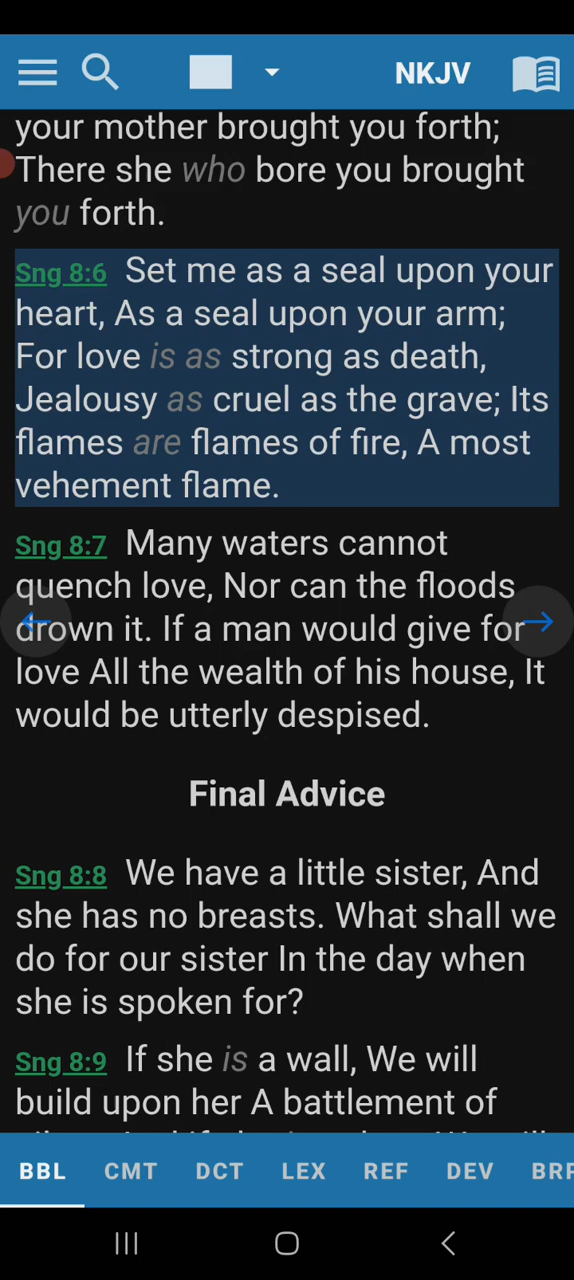 NKJV
your mother brought you forth;
There she who bore you brought
you forth.
Sng 8:6 Set me as a seal upon your
heart, As a seal upon your arm;
For love is as strong as death,
Jealousy as cruel as the grave; Its
flames are flames of fire, A most
vehement flame.
Sng 8:7 Many waters cannot
quench love, Nor can the floods
drown it. If a man would give for
love All the wealth of his house, It
would be utterly despised.
Final Advice
Sng 8:8 We have a little sister, And
she has no breasts. What shall we
do for our sister In the day when
she is spoken for?
Sng 8:9 If she is a wall, We will
build upon her A battlement of
BBL CMT DCT LEX REF DEV BRP